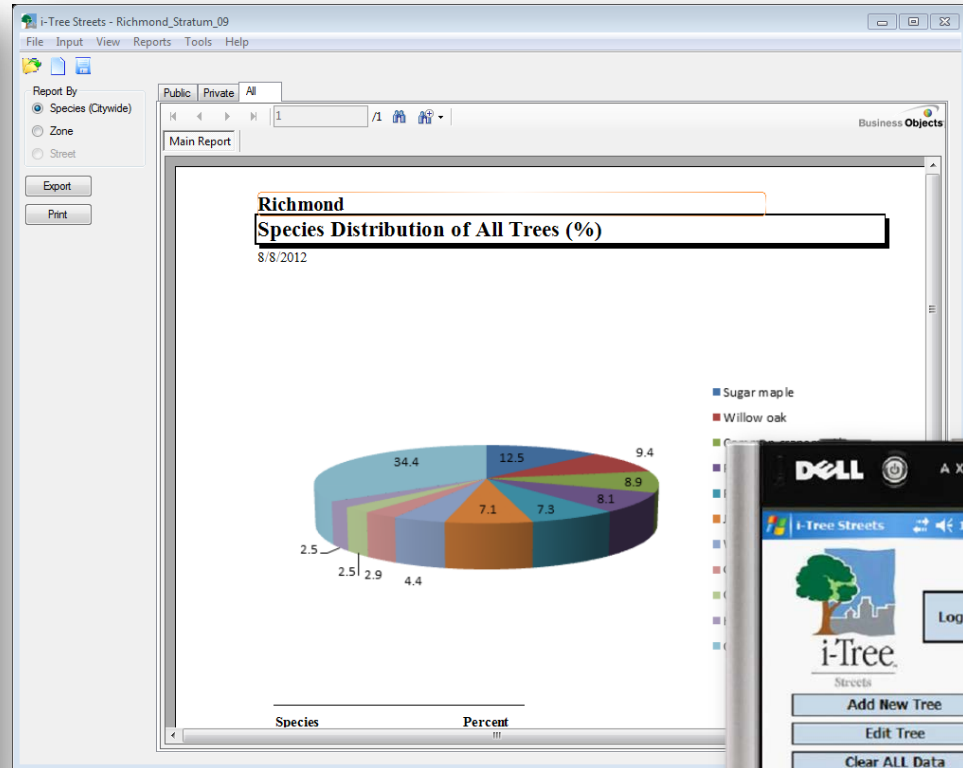 i-Tree Streets - Richmond_Stratum_09
File Input View Reports Tools Help
Report By
Species (Citywide)
Zone
Street
Export
Print
Public Private All
1 /1
Business Objects
Main Report
Richmond
Species Distribution of All Trees (%)
8/8/2012
Sugar maple
Willow oak
34.4
12.5
9.4
8.9
8.1
7.3
7.1
4.4
2.9
2.5
2.5
Species Percent
DELL
i-Tree Streets
i-Tree
Streets
Add New Tree
Edit Tree
Clear ALL Data